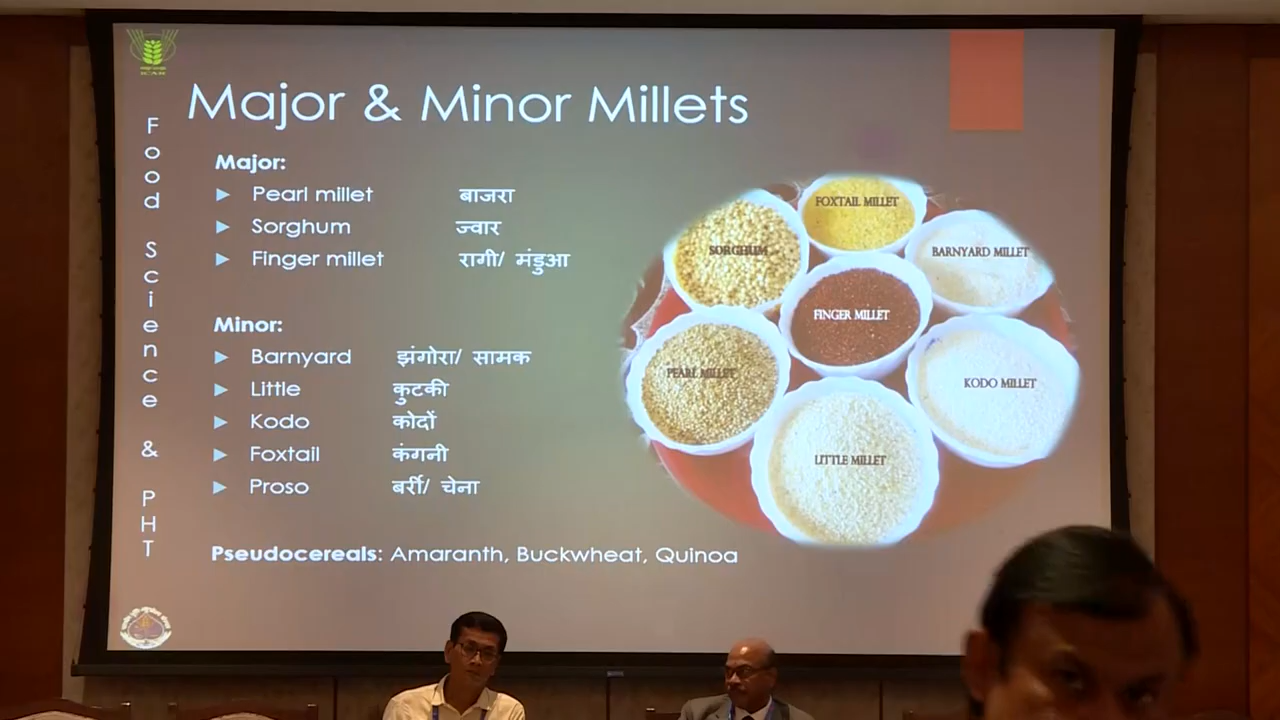 ICAR
Food Science & PHT
Major & Minor Millets
Major:
Pearl millet बाजरा
Sorghum ज्वार
Finger millet रागी/ मंडुआ
Minor:
Barnyard झंगोरा/ सामक
Little कुटकी
Kodo कोदों
Foxtail कंगनी
Proso बर्री/ चेना
Pseudocereals: Amaranth, Buckwheat, Quinoa
FOXTAIL MILLET
SORGHUM
BARNYARD MILLET
FINGER MILLET
PEARL MILLET
KODO MILLET
LITTLE MILLET